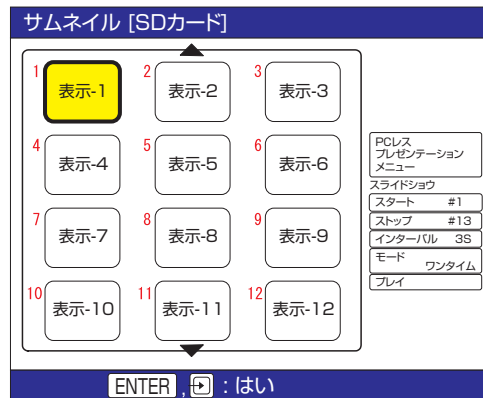 サムネイル [SDカード]
1 2 3
表示-1 表示-2 表示-3
4 5 6
表示-4 表示-5 表示-6
7 8 9
表示-7 表示-8 表示-9
10 11 12
表示-10 表示-11 表示-12
PCレス
プレゼンテーション
メニュー
スライドショウ
スタート #1
ストップ #13
インターバル 3S
モード
ワンタイム
プレイ
ENTER , : はい